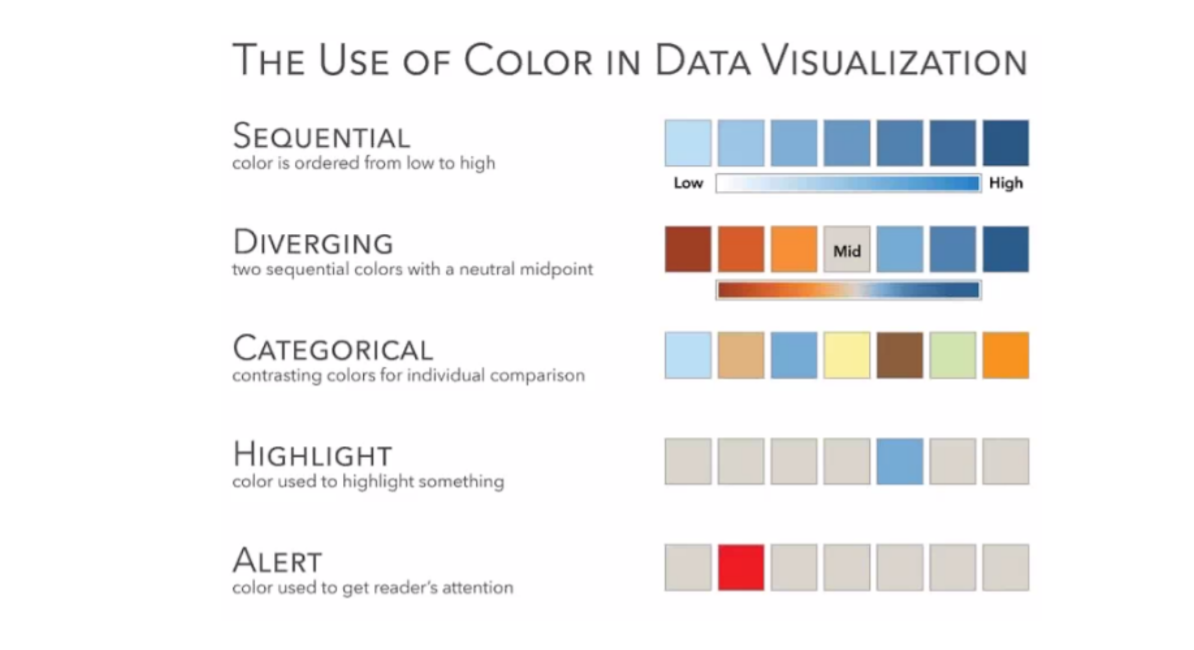 THE USE OF COLOR IN DATA VISUALIZATION
SEQUENTIAL
color is ordered from low to high
Low High
DIVERGING
two sequential colors with a neutral midpoint
Mid
CATEGORICAL
contrasting colors for individual comparison
HIGHLIGHT
color used to highlight something
ALERT
color used to get reader's attention